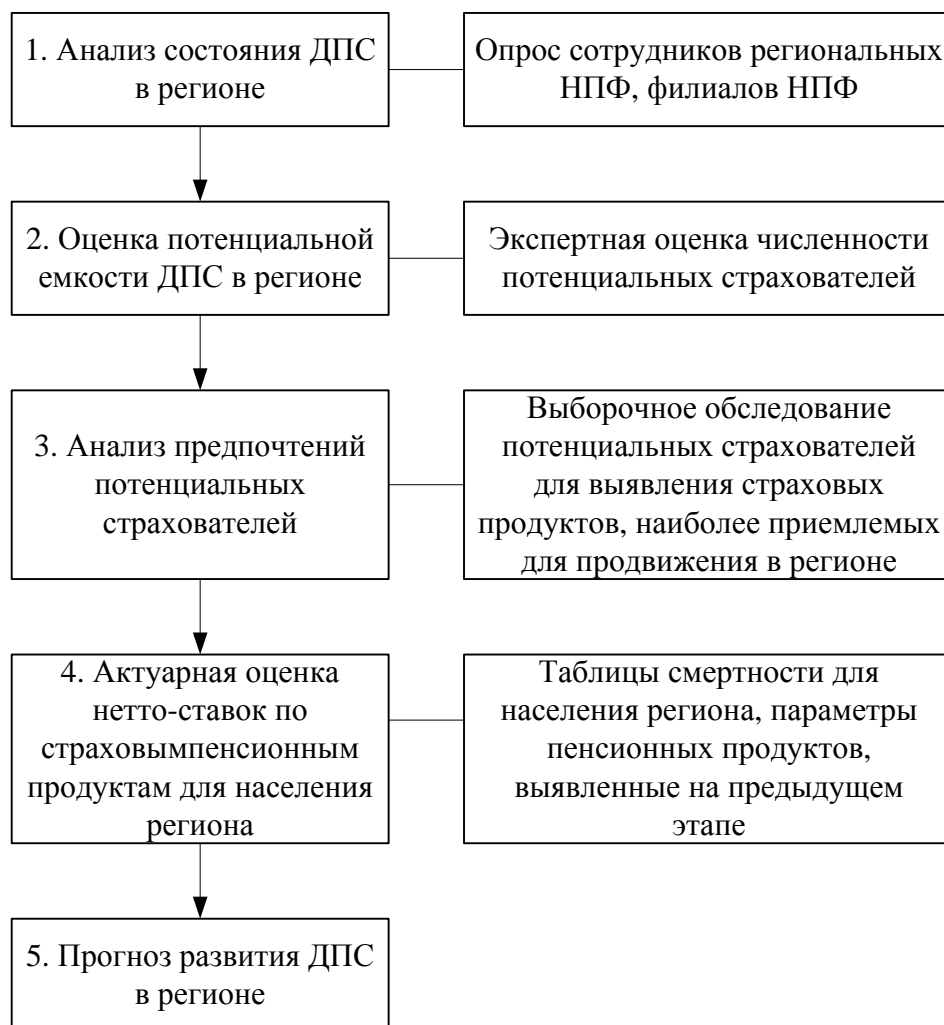 1. Анализ состояния ДПС
в регионе
Опрос сотрудников региональных
НПФ, филиалов НПФ
2. Оценка потенциальной
емкости ДПС в регионе
Экспертная оценка численности
потенциальных страхователей
3. Анализ предпочтений
потенциальных
страхователей
Выборочное обследование
потенциальных страхователей
для выявления страховых
продуктов, наиболее приемлемых
для продвижения в регионе
4. Актуарная оценка
нетто-ставок по
страховымпенсионным
продуктам для населения
региона
Таблицы смертности для
населения региона, параметры
пенсионных продуктов,
выявленные на предыдущем
этапе
5. Прогноз развития ДПС
в регионе